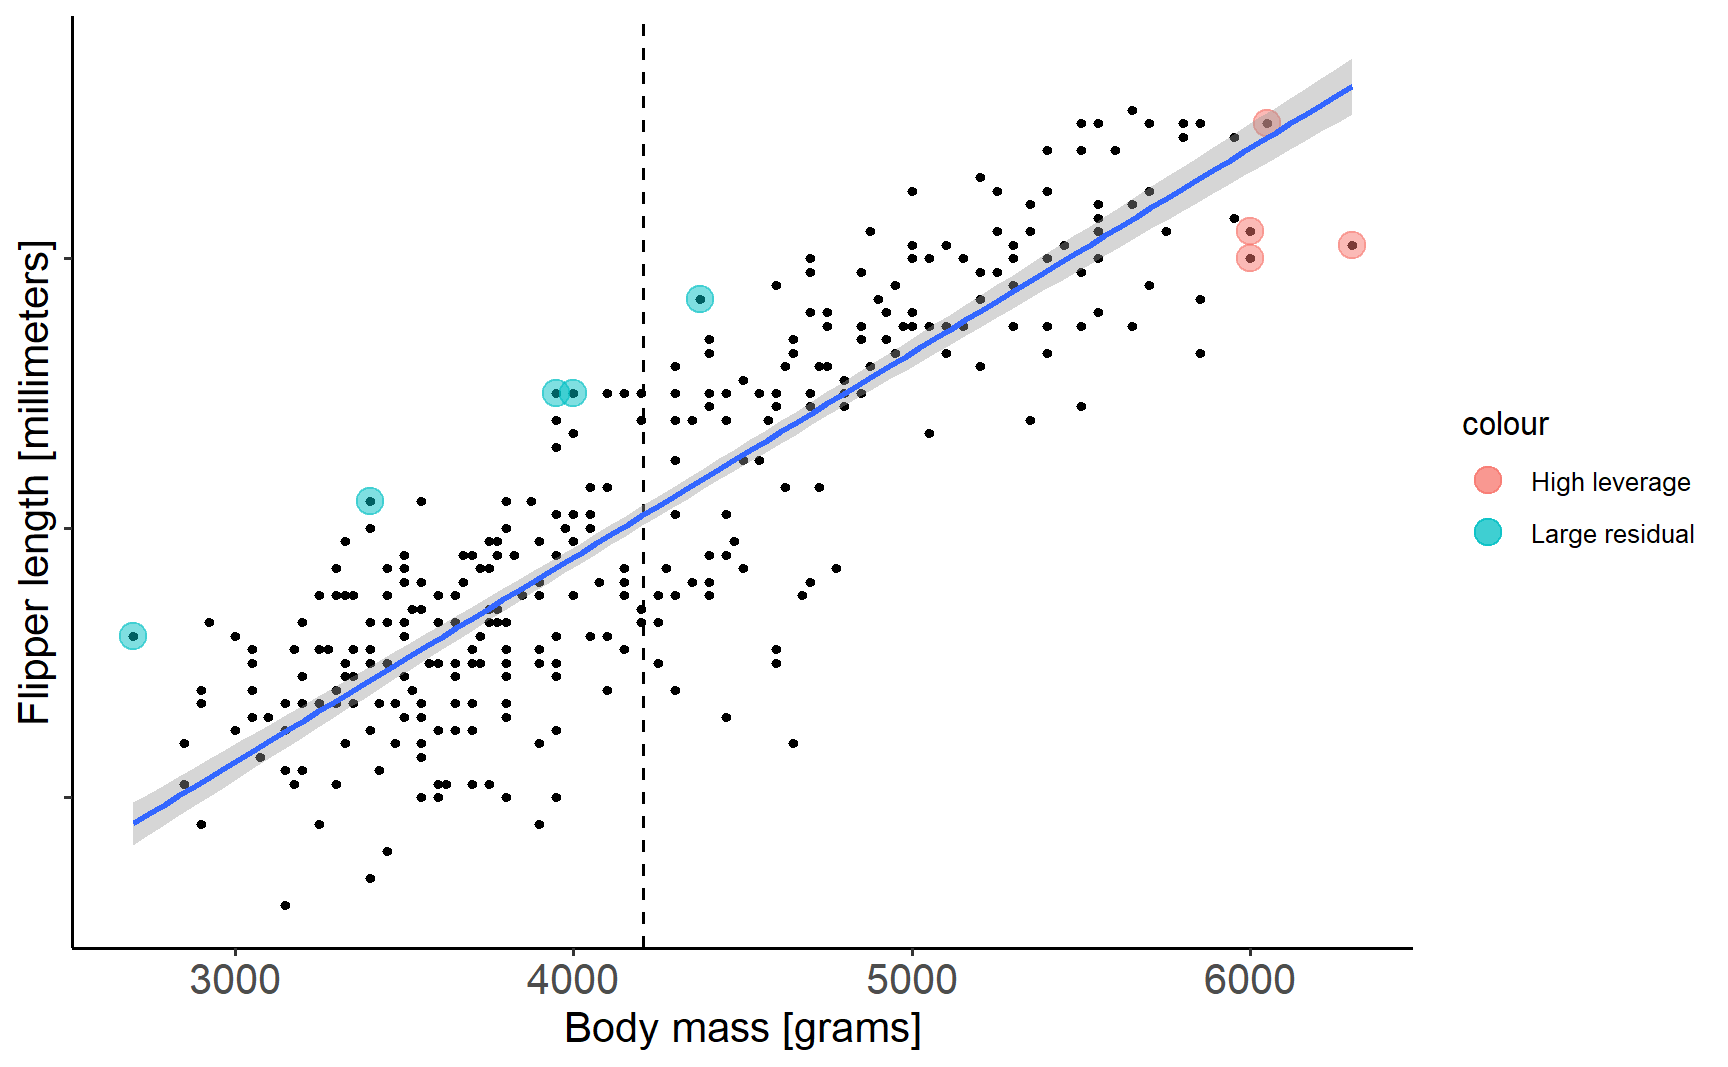 Flipper length [millimeters]
3000 4000 5000 6000
Body mass [grams]
colour
High leverage
Large residual